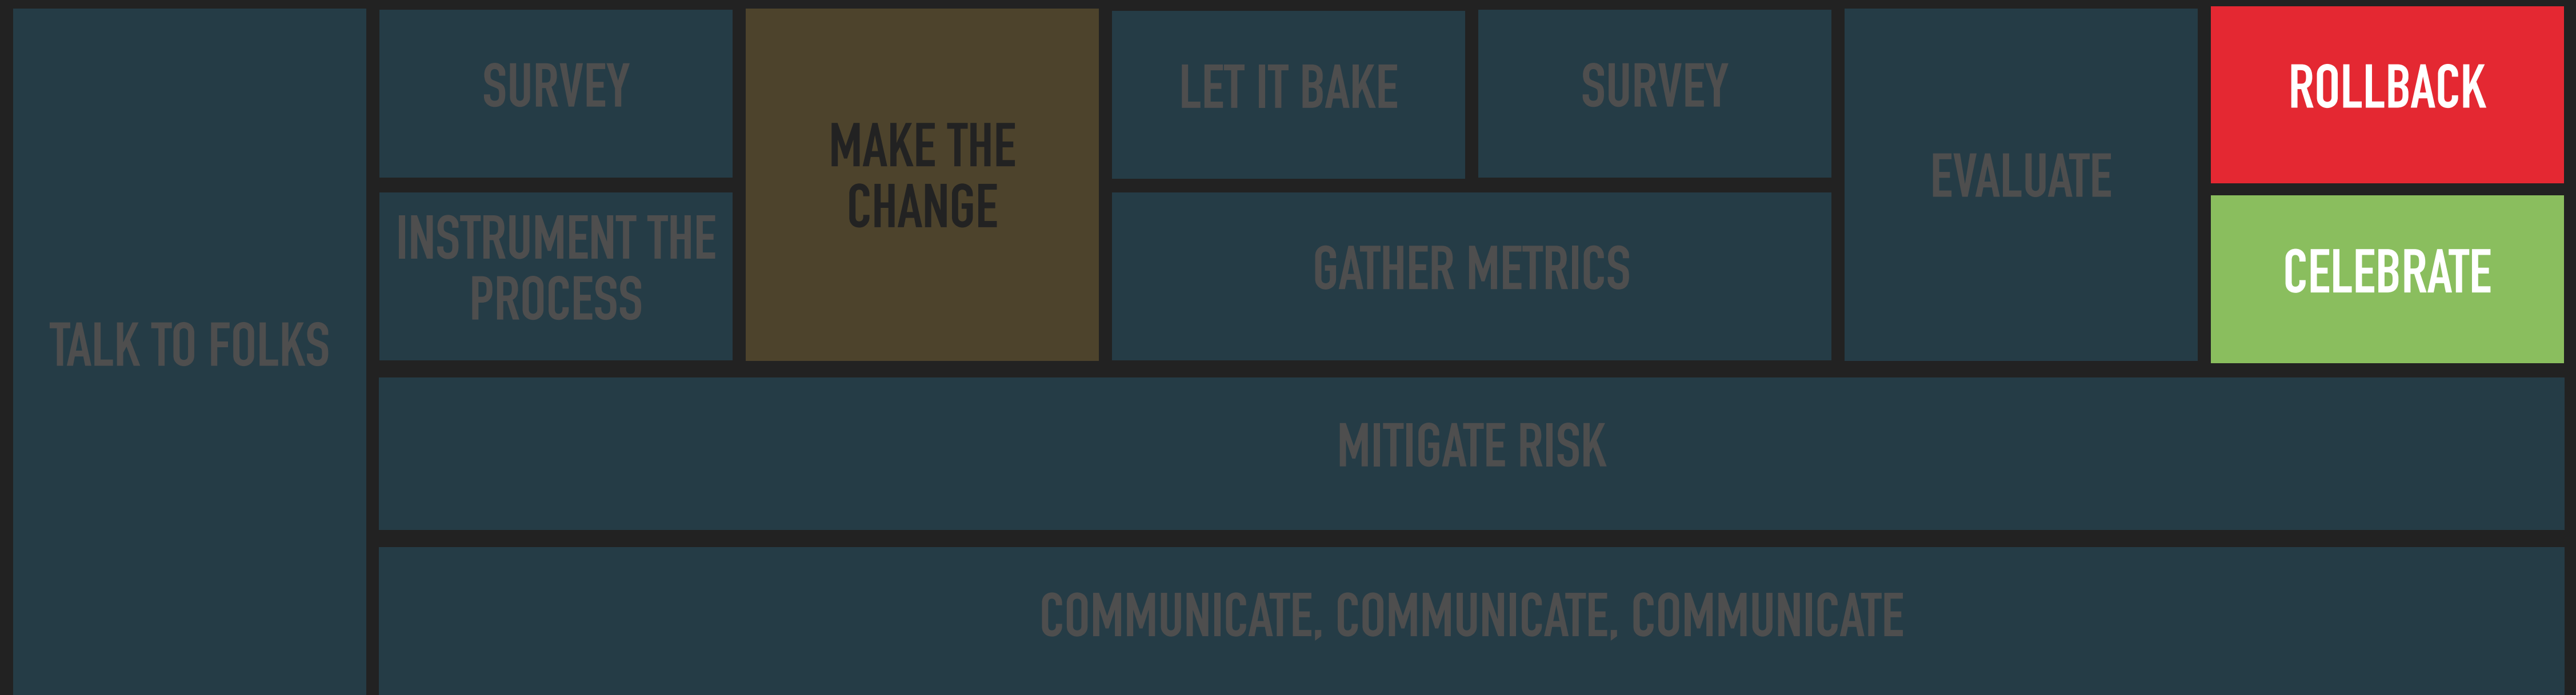 TALK TO FOLKS
SURVEY
INSTRUMENT THE
PROCESS
MAKE THE
CHANGE
LET IT BAKE
SURVEY
GATHER METRICS
EVALUATE
ROLLBACK
CELEBRATE
MITIGATE RISK
COMMUNICATE, COMMUNICATE, COMMUNICATE